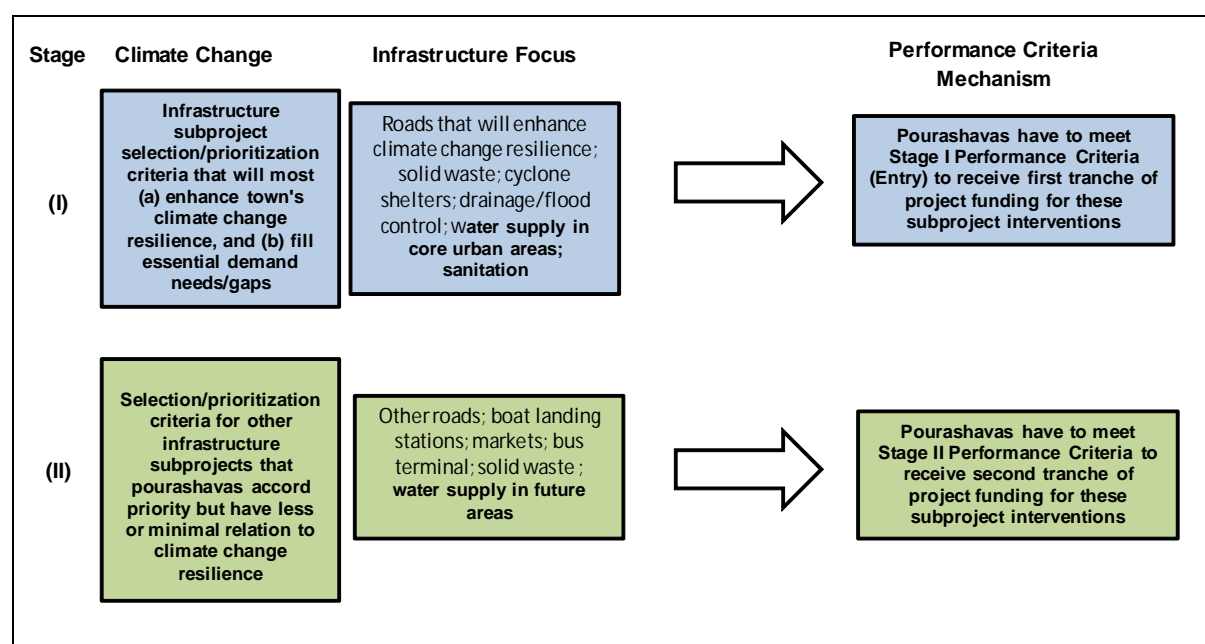 Stage
Climate Change
Infrastructure Focus
Performance Criteria
Mechanism
(I)
Infrastructure
subproject
selection/prioritization
criteria that will most
(a) enhance town's
climate change
resilience, and (b) fill
essential demand
needs/gaps
Roads that will enhance
climate change resilience;
solid waste; cyclone
shelters; drainage/flood
control; water supply in
core urban areas;
sanitation
Pourashavas have to meet
Stage I Performance Criteria
(Entry) to receive first tranche of
project funding for these
subproject interventions
(II)
Selection/prioritization
criteria for other
infrastructure
subprojects that
pourashavas accord
priority but have less
or minimal relation to
climate change
resilience
Other roads; boat landing
stations; markets; bus
terminal; solid waste ;
water supply in future
areas
Pourashavas have to meet
Stage II Performance Criteria to
receive second tranche of
project funding for these
subproject interventions